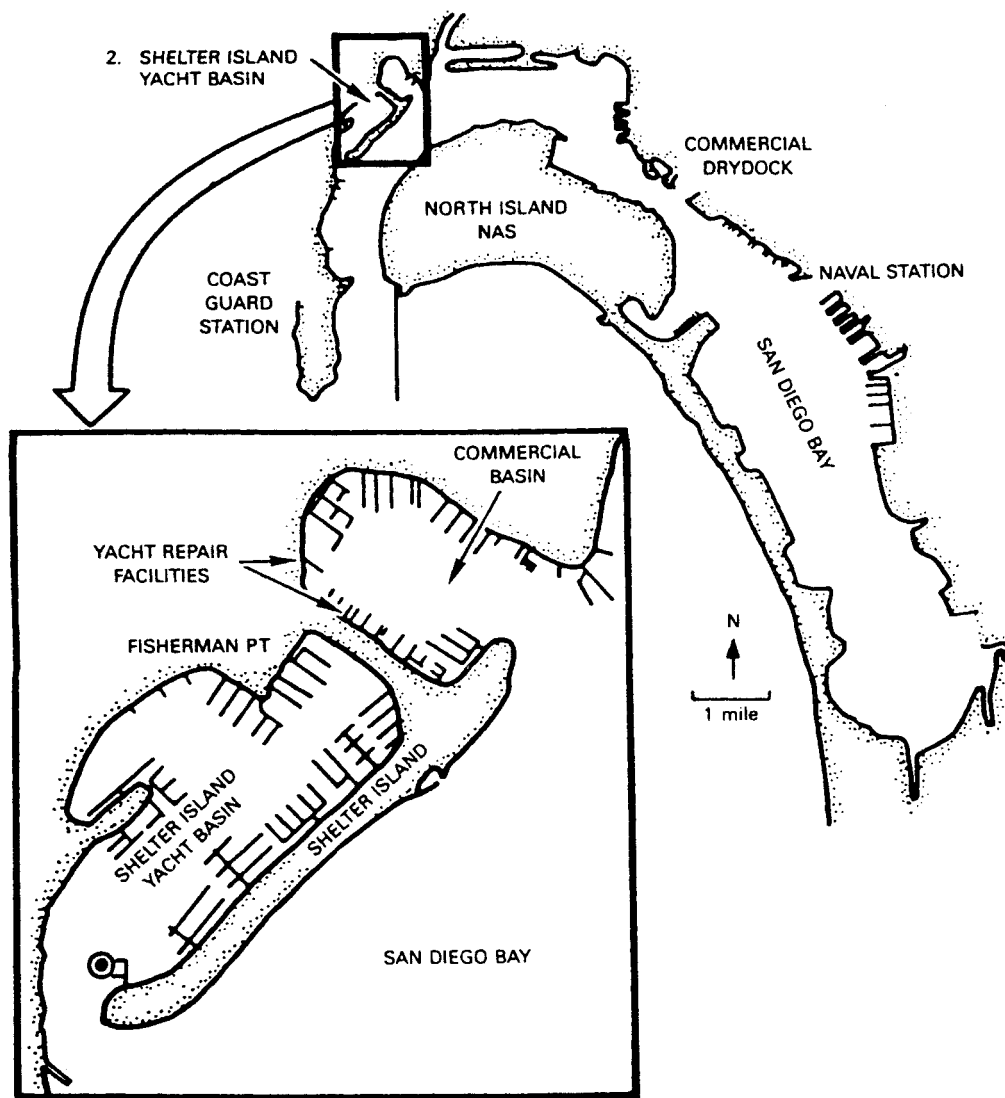 2. SHELTER ISLAND
YACHT BASIN
COMMERCIAL
DRYDOCK
NORTH ISLAND
NAS
NAVAL STATION
COAST
GUARD
STATION
SAN DIEGO BAY
COMMERCIAL
BASIN
YACHT REPAIR
FACILITIES
FISHERMAN PT
N
1 mile
SHELTER ISLAND
SHELTER ISLAND
YACHT BASIN
SAN DIEGO BAY